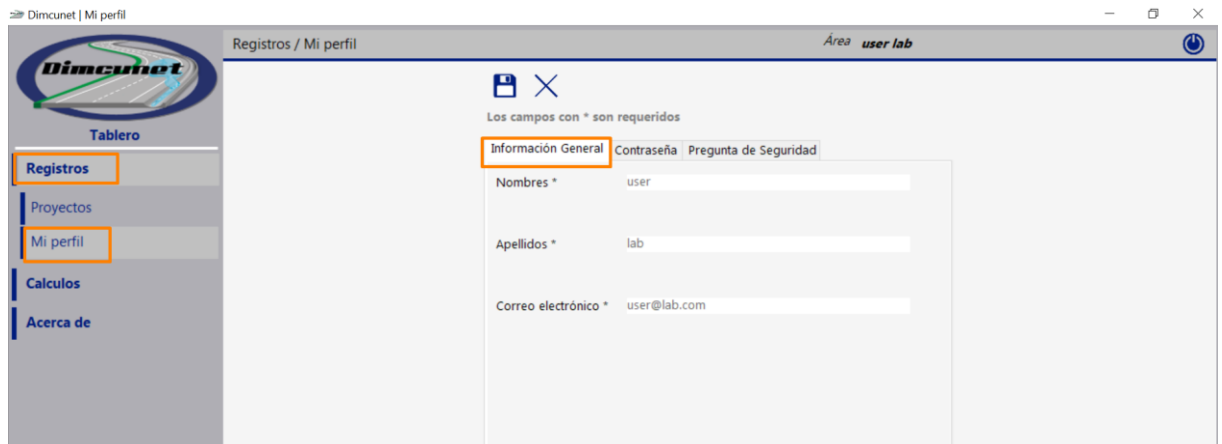 Dimcunet | Mi perfil
Dimcunet
Tablero
Registros
Proyectos
Mi perfil
Calculos
Acerca de
Registros / Mi perfil
Área user lab
Los campos con * son requeridos
Información General Contraseña Pregunta de Seguridad
Nombres * user
Apellidos * lab
Correo electrónico * user@lab.com